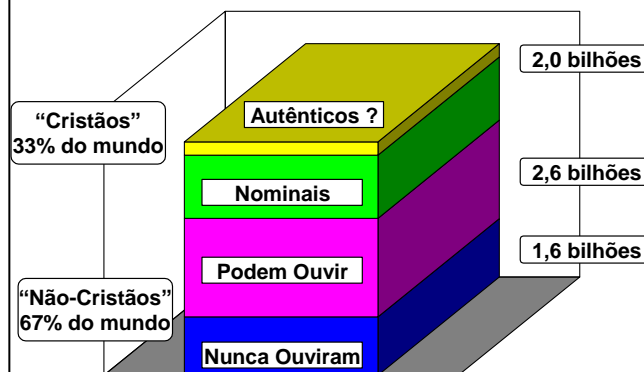 2,0 bilhões
“Cristãos”
33% do mundo
Autênticos ?
Nominais
2,6 bilhões
Podem Ouvir
1,6 bilhões
“Não-Cristãos”
67% do mundo
Nunca Ouviram